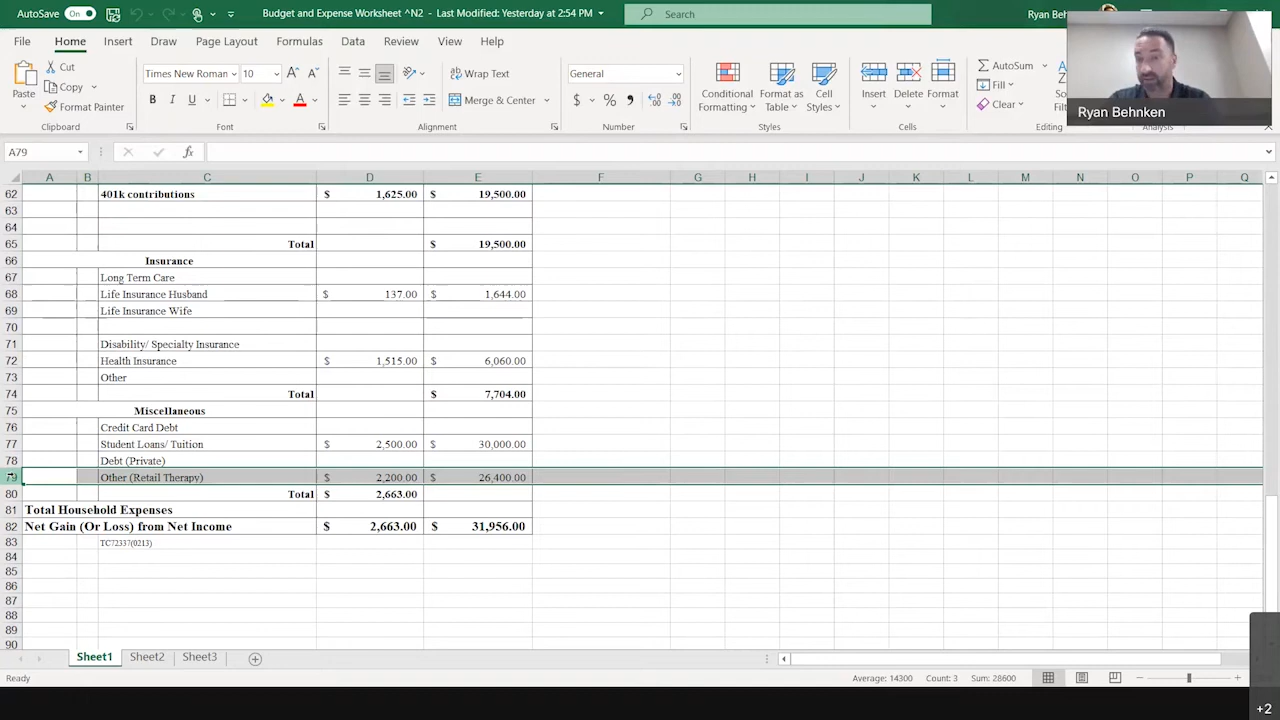 AutoSave On Budget and Expense Worksheet ^N2 - Last Modified: Yesterday at 2:54 PM Search Ryan Behnken
File Home Insert Draw Page Layout Formulas Data Review View Help
Paste Cut Copy Format Painter Clipboard
Times New Roman 10 Font
Wrap Text Merge & Center Alignment
General Number
Conditional Formatting Format as Table Cell Styles Styles
Insert Delete Format Cells
AutoSum Fill Clear Editing
Ryan Behnken
A79 fx
A B C D E F G H I J K L M N O P Q
62 401k contributions $ 1,625.00 $ 19,500.00
63
64
65 Total $ 19,500.00
66 Insurance
67 Long Term Care
68 Life Insurance Husband $ 137.00 $ 1,644.00
69 Life Insurance Wife
70
71 Disability/ Specialty Insurance
72 Health Insurance $ 1,515.00 $ 6,060.00
73 Other
74 Total $ 7,704.00
75 Miscellaneous
76 Credit Card Debt
77 Student Loans/ Tuition $ 2,500.00 $ 30,000.00
78 Debt (Private)
79 Other (Retail Therapy) $ 2,200.00 $ 26,400.00
80 Total $ 2,663.00
81 Total Household Expenses
82 Net Gain (Or Loss) from Net Income $ 2,663.00 $ 31,956.00
83 TC72337(0213)
84
85
86
87
88
89
90
Sheet1 Sheet2 Sheet3
Ready Average: 14300 Count: 3 Sum: 28600
+2